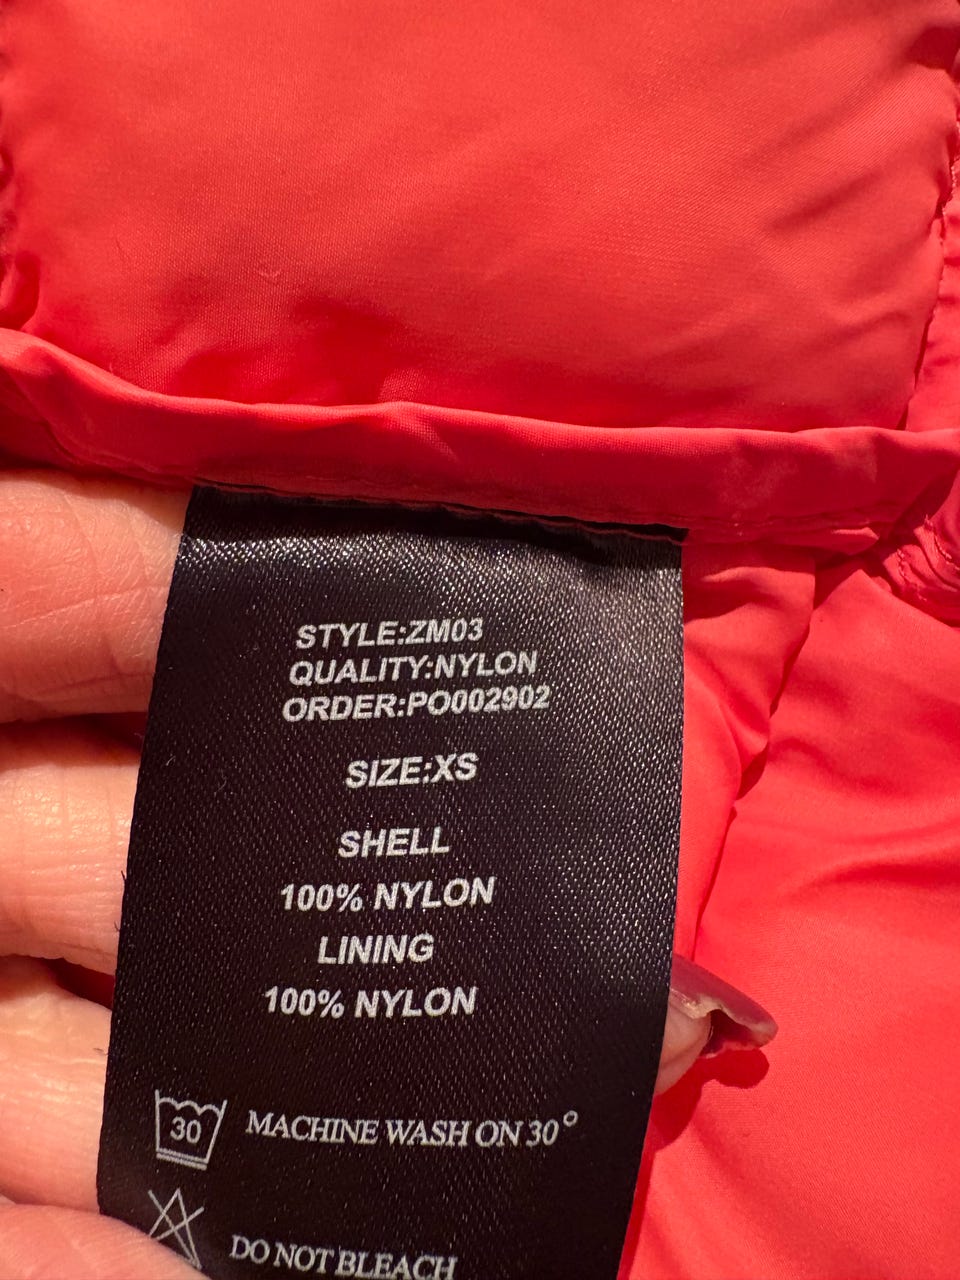 STYLE:ZM03
QUALITY:NYLON
ORDER:PO002902
SIZE:XS
SHELL
100% NYLON
LINING
100% NYLON
30 MACHINE WASH ON 30°
DO NOT BLEACH